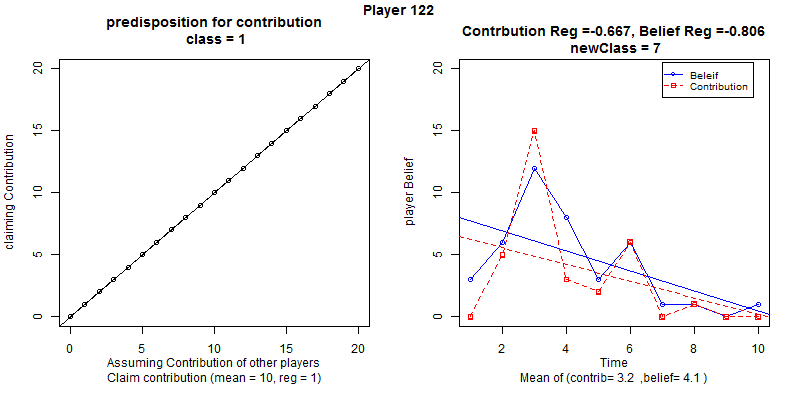 Player 122
predisposition for contribution
class = 1
claiming Contribution
20
15
10
5
0
0 5 10 15 20
Assuming Contribution of other players
Claim contribution (mean = 10, reg = 1)
Contrbution Reg =-0.667, Belief Reg =-0.806
newClass = 7
Beleif
Contribution
player Belief
20
15
10
5
0
2 4 6 8 10
Time
Mean of (contrib= 3.2 ,belief= 4.1 )